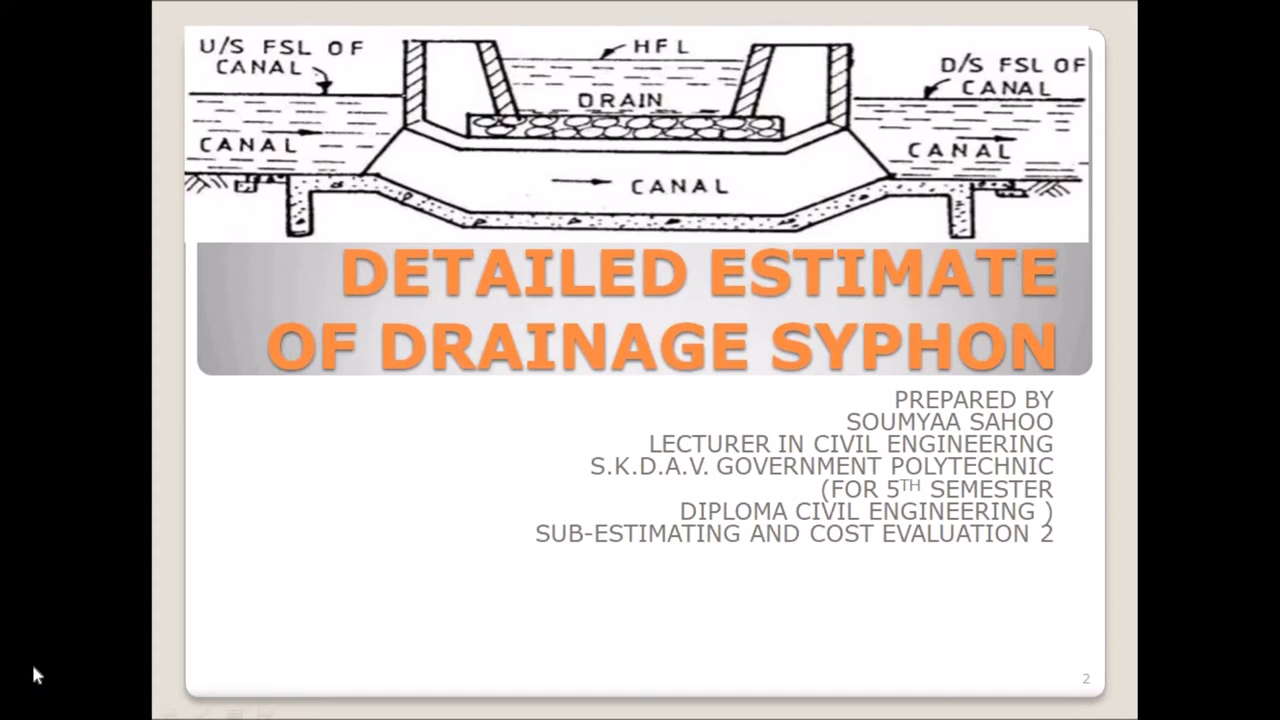 U/S FSL OF
CANAL
HFL
D/S FSL OF
CANAL
DRAIN
CANAL
CANAL
CANAL
DETAILED ESTIMATE
OF DRAINAGE SYPHON
PREPARED BY
SOUMYAA SAHOO
LECTURER IN CIVIL ENGINEERING
S.K.D.A.V. GOVERNMENT POLYTECHNIC
(FOR 5TH SEMESTER
DIPLOMA CIVIL ENGINEERING )
SUB-ESTIMATING AND COST EVALUATION 2
2